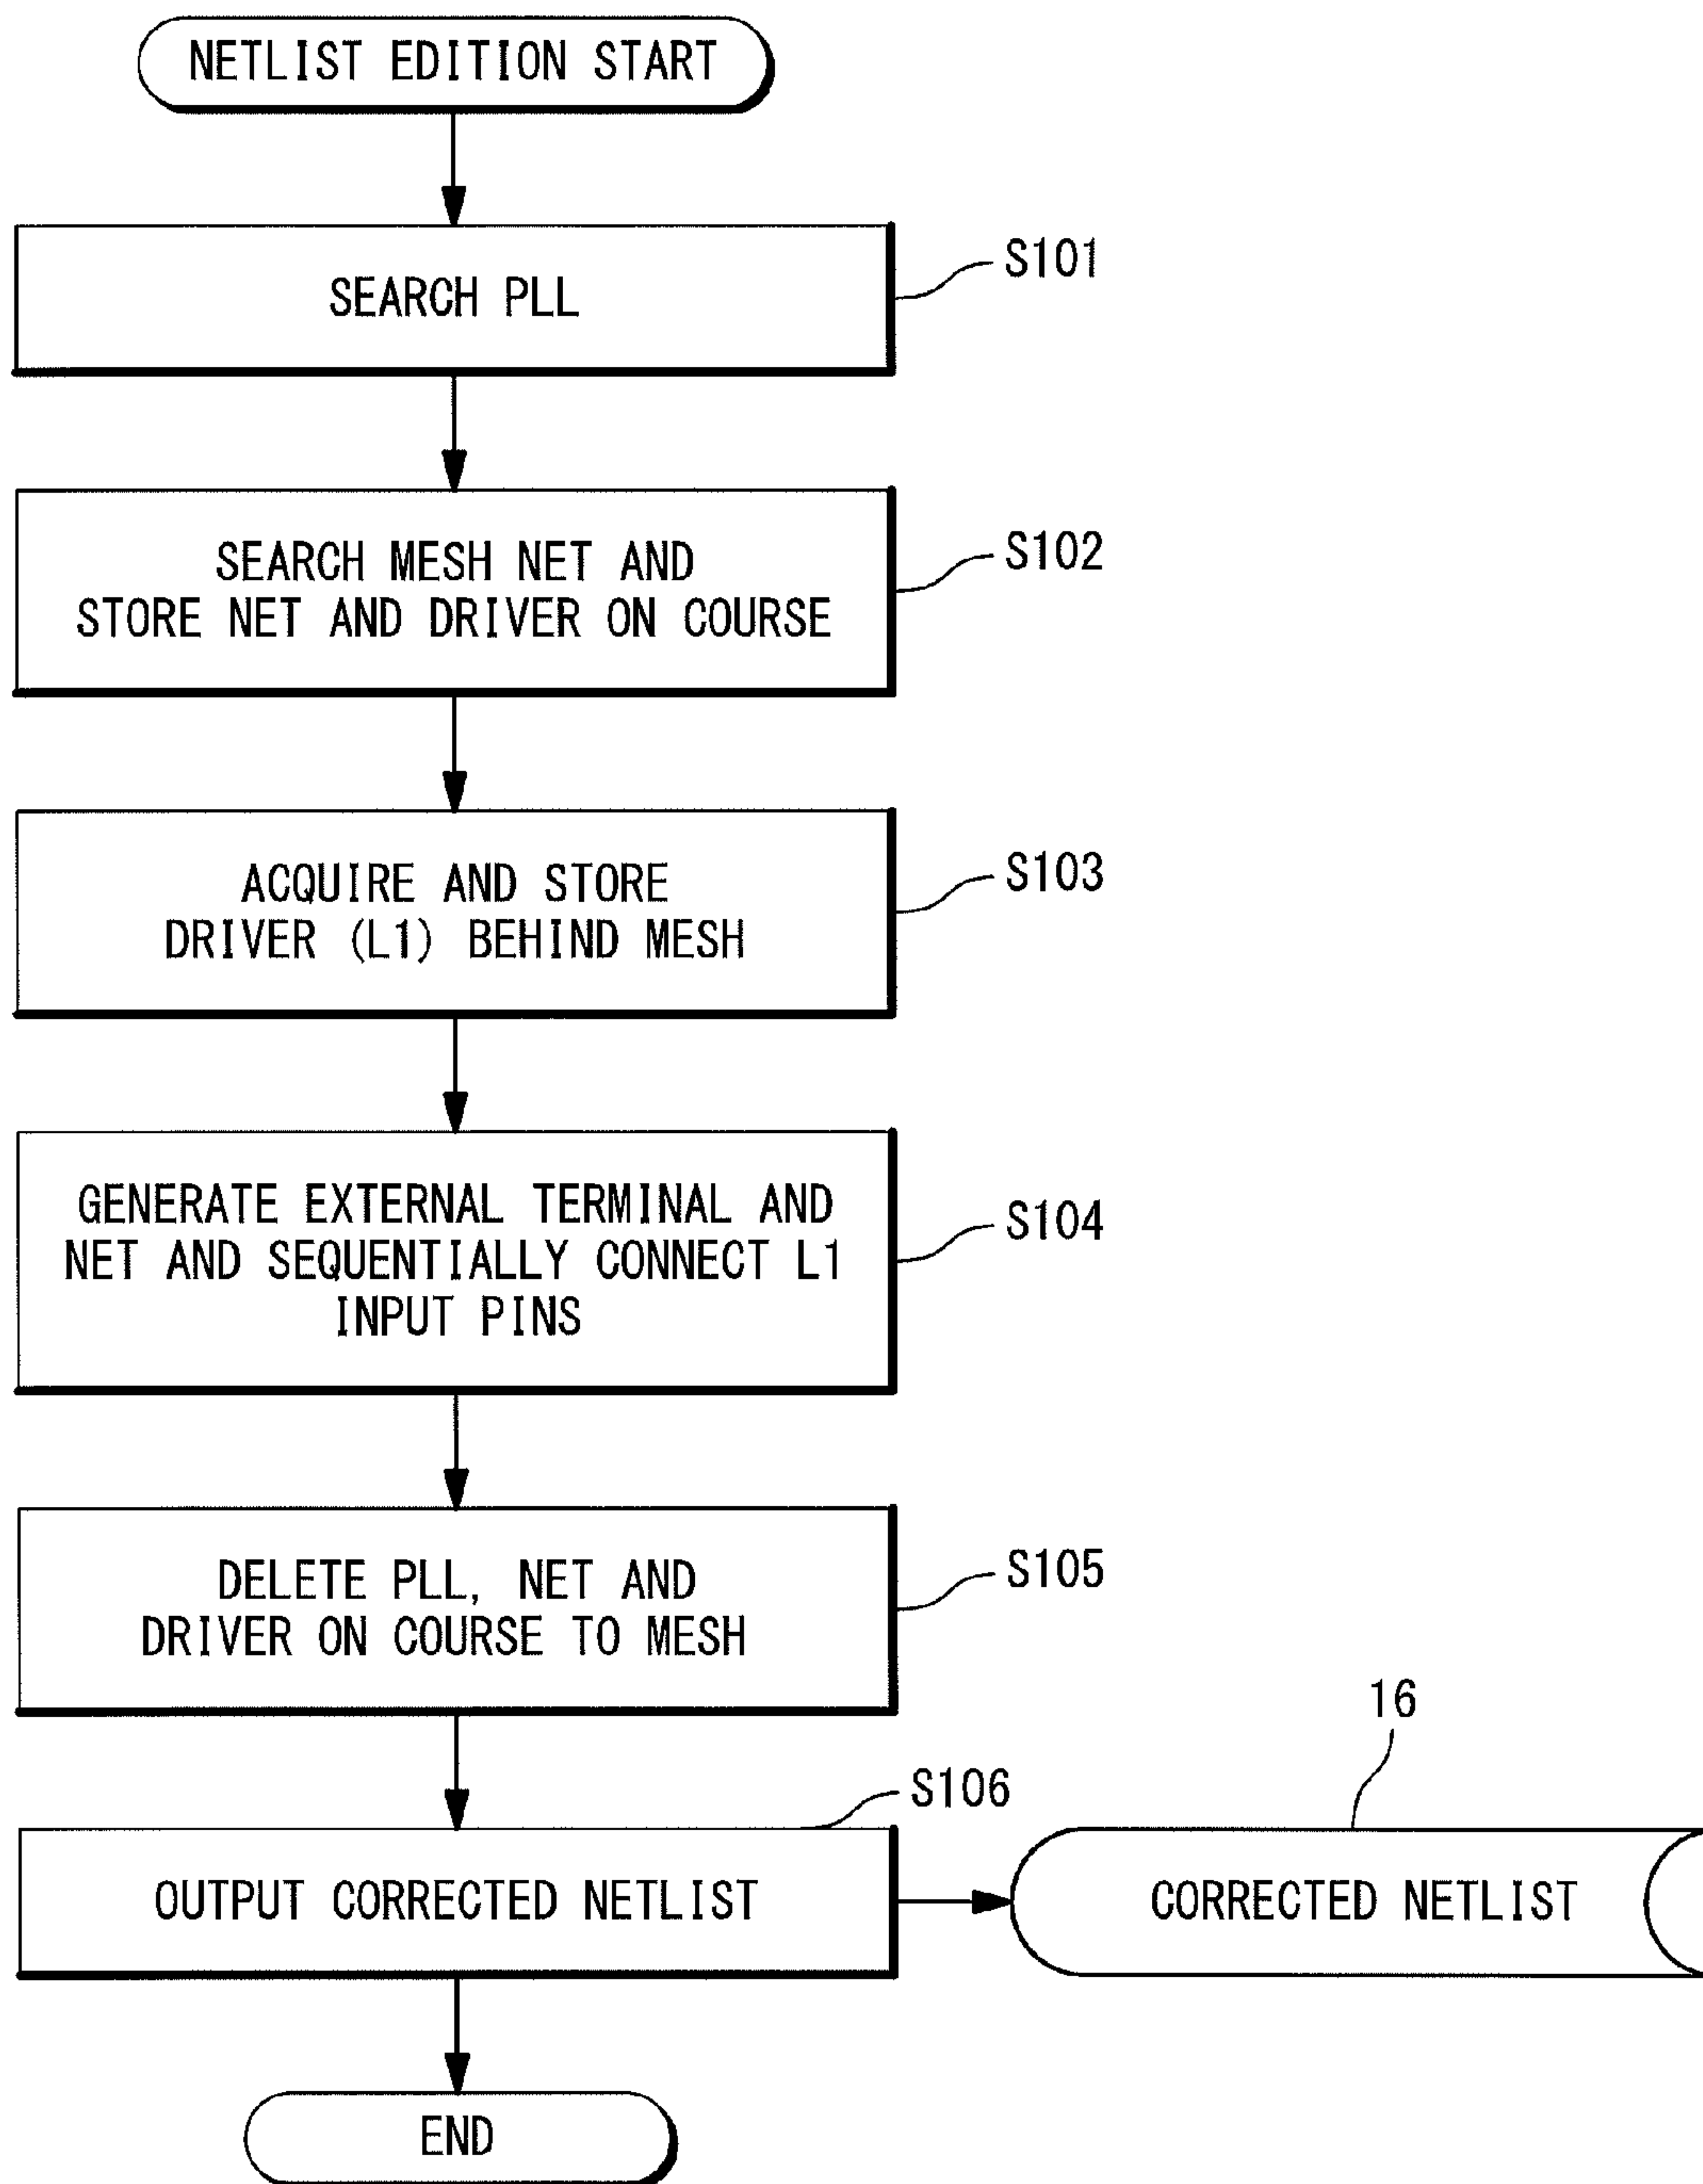 NETLIST EDITION START
SEARCH PLL
S101
SEARCH MESH NET AND
STORE NET AND DRIVER ON COURSE
S102
ACQUIRE AND STORE
DRIVER (L1) BEHIND MESH
S103
GENERATE EXTERNAL TERMINAL AND
NET AND SEQUENTIALLY CONNECT L1
INPUT PINS
S104
DELETE PLL, NET AND
DRIVER ON COURSE TO MESH
S105
S106
OUTPUT CORRECTED NETLIST
16
CORRECTED NETLIST
END